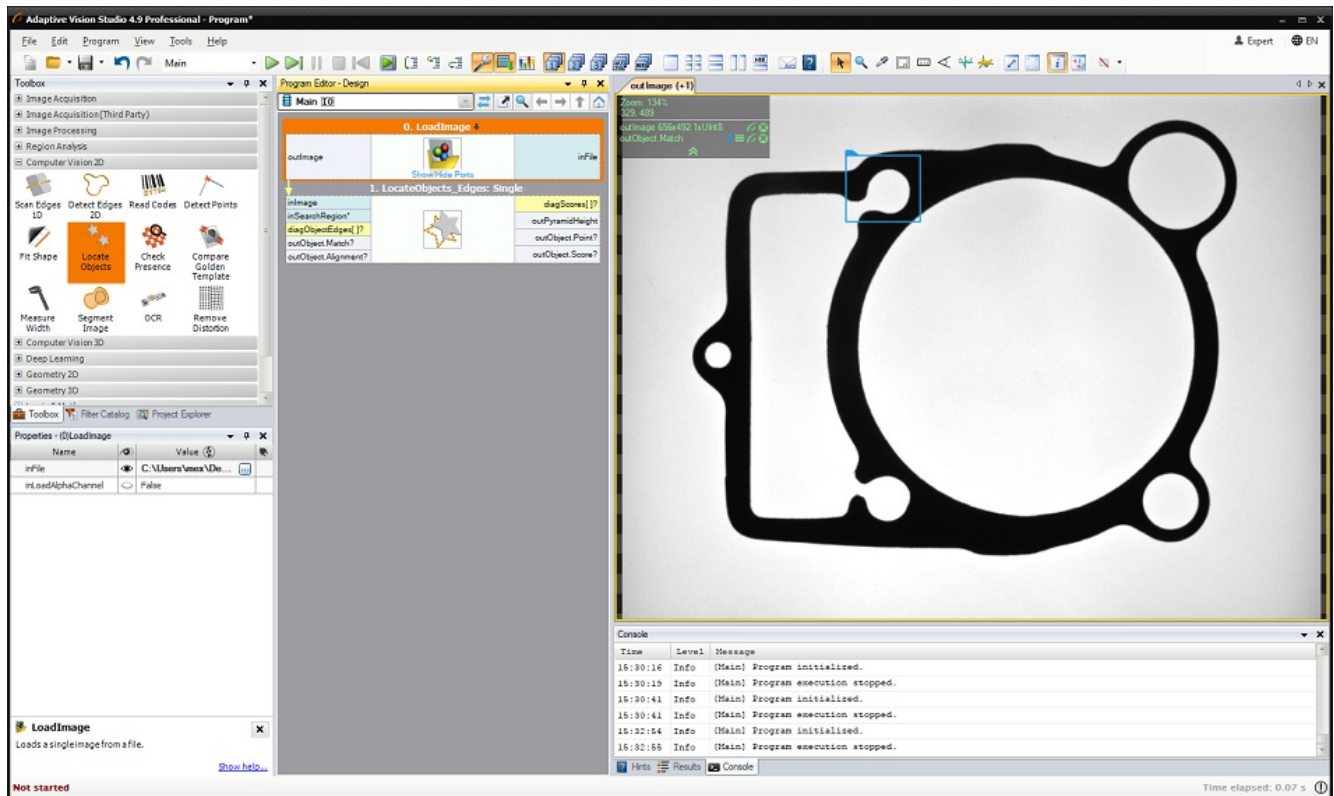 Adaptive Vision Studio 4.9 Professional - Program*
File Edit Program View Tools Help
Expert EN
Main
Toolbox
Image Acquisition
Image Acquisition (Third Party)
Image Processing
Region Analysis
Computer Vision 2D
Scan Edges 1D
Detect Edges 2D
Read Codes
Detect Points
Fit Shape
Locate Objects
Check Presence
Compare Golden Template
Measure Width
Segment Image
OCR
Remove Distortion
Computer Vision 3D
Deep Learning
Geometry 2D
Geometry 3D
Toolbox Filter Catalog Project Explorer
Properties - (0)LoadImage
Name Value
inFile C:\Users\mex\De...
inLoadAlphaChannel False
LoadImage
Loads a single image from a file.
Show help...
Not started
Program Editor - Design
Main IO
0. LoadImage
outImage inFile
Show/Hide Ports
1. LocateObjects_Edges: Single
inImage diagScores[ ]?
inSearchRegion* outPyramidHeight
diagObjectEdges[ ]? outObject.Point?
outObject.Match? outObject.Score?
outObject.Alignment?
outImage (+1)
Zoom: 134%
329, 489
outImage 656x492 1xUInt8
outObject.Match
Console
Time Level Message
15:30:16 Info [Main] Program initialized.
15:30:19 Info [Main] Program execution stopped.
15:30:41 Info [Main] Program initialized.
15:30:41 Info [Main] Program execution stopped.
15:32:54 Info [Main] Program initialized.
15:32:55 Info [Main] Program execution stopped.
Hints Results Console
Time elapsed: 0.07 s